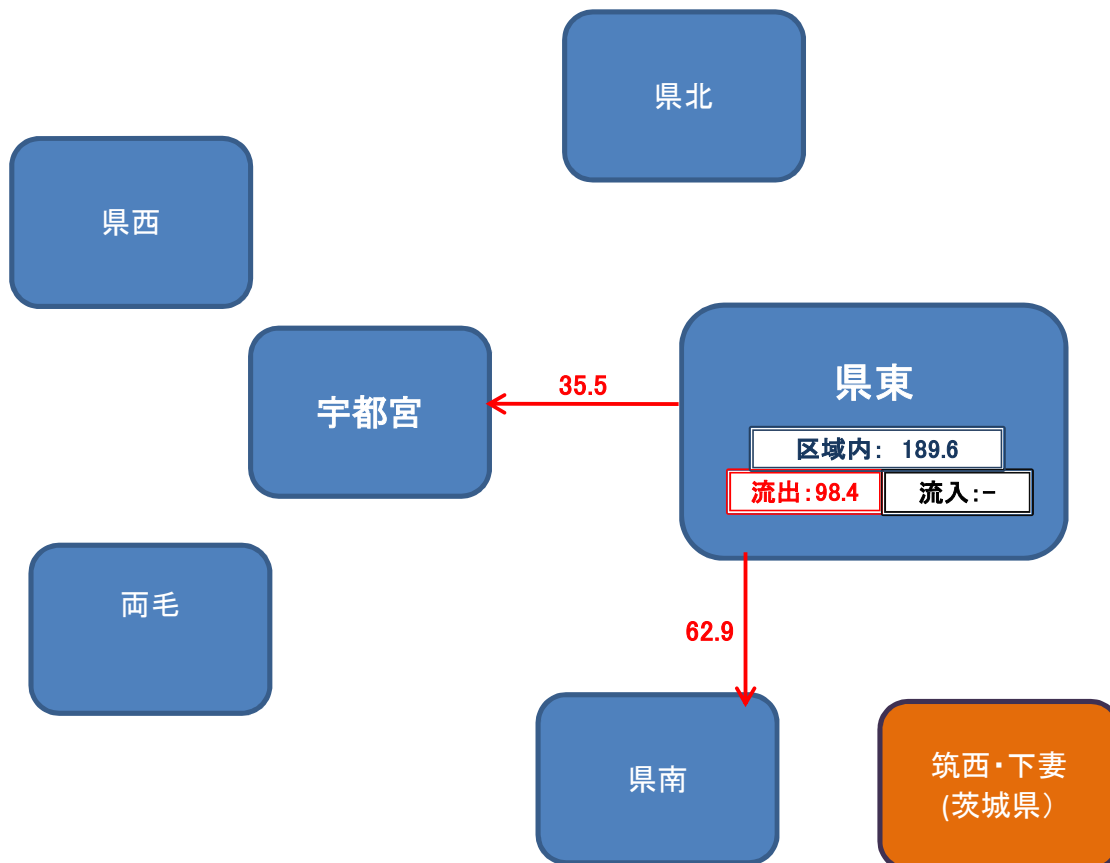 県北
県西
県東
宇都宮
35.5
区域内： 189.6
流出：98.4
流入：－
両毛
62.9
県南
筑西・下妻
(茨城県）